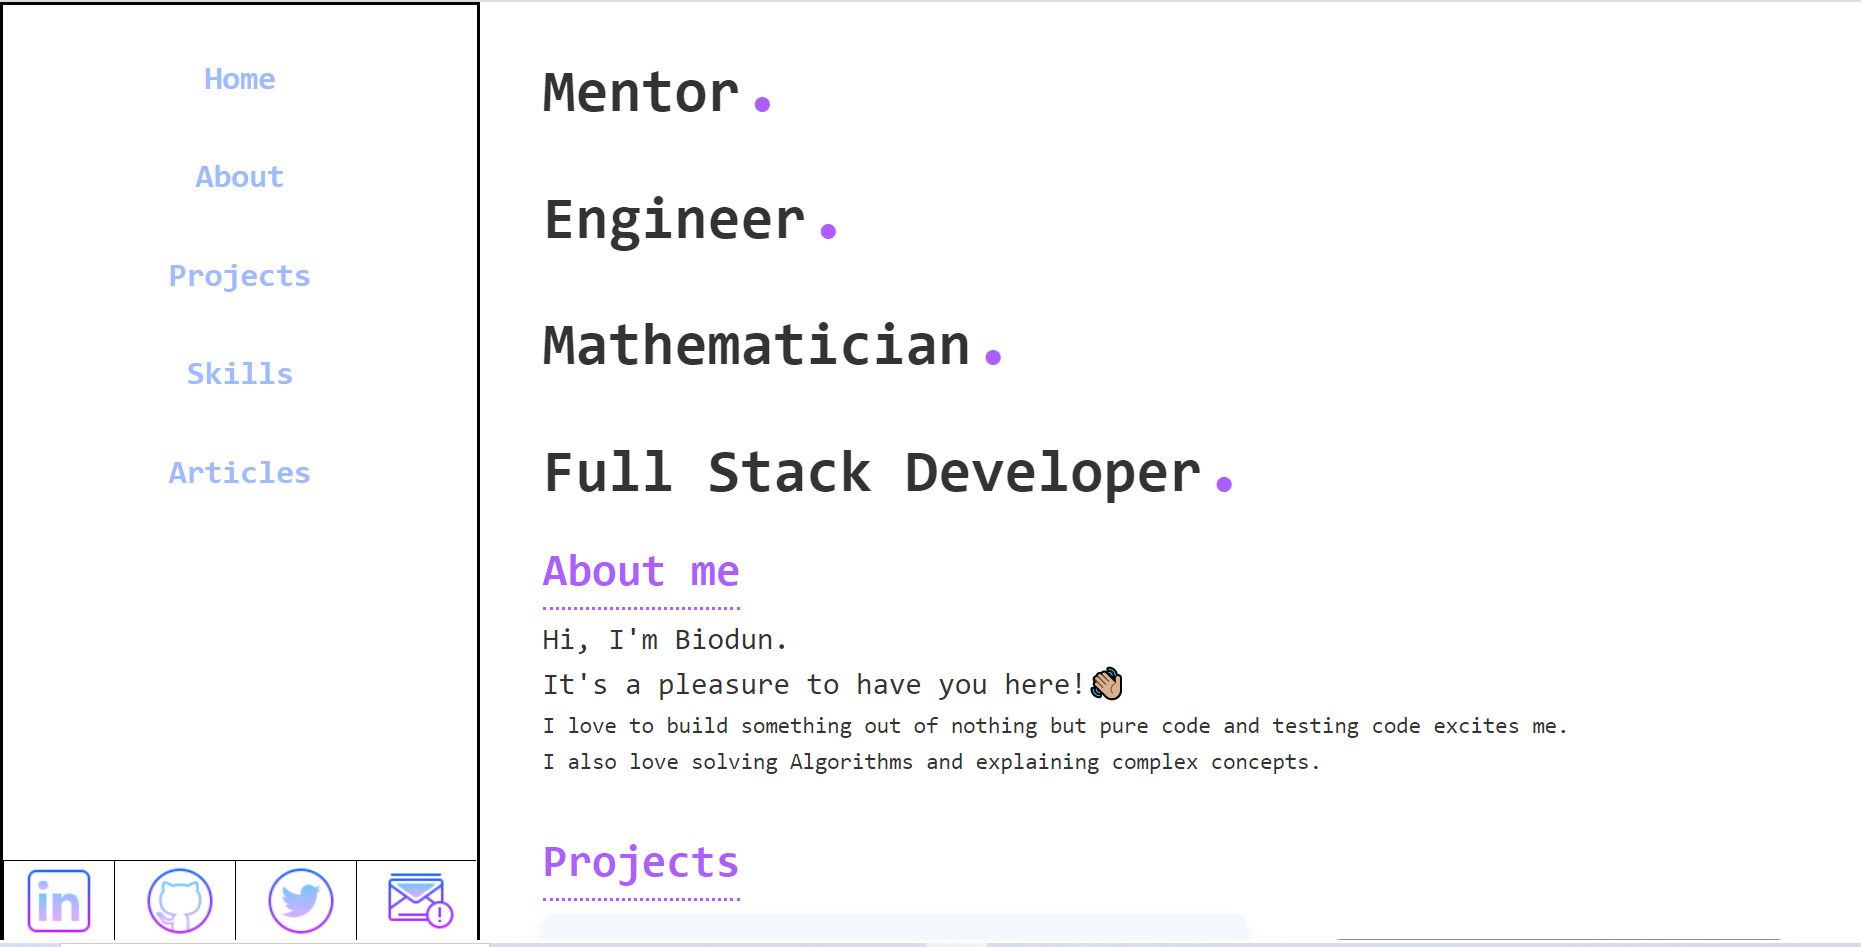 Home
About
Projects
Skills
Articles
in
Mentor.
Engineer.
Mathematician.
Full Stack Developer.
About me
Hi, I'm Biodun.
It's a pleasure to have you here!👋🏽
I love to build something out of nothing but pure code and testing code excites me.
I also love solving Algorithms and explaining complex concepts.
Projects